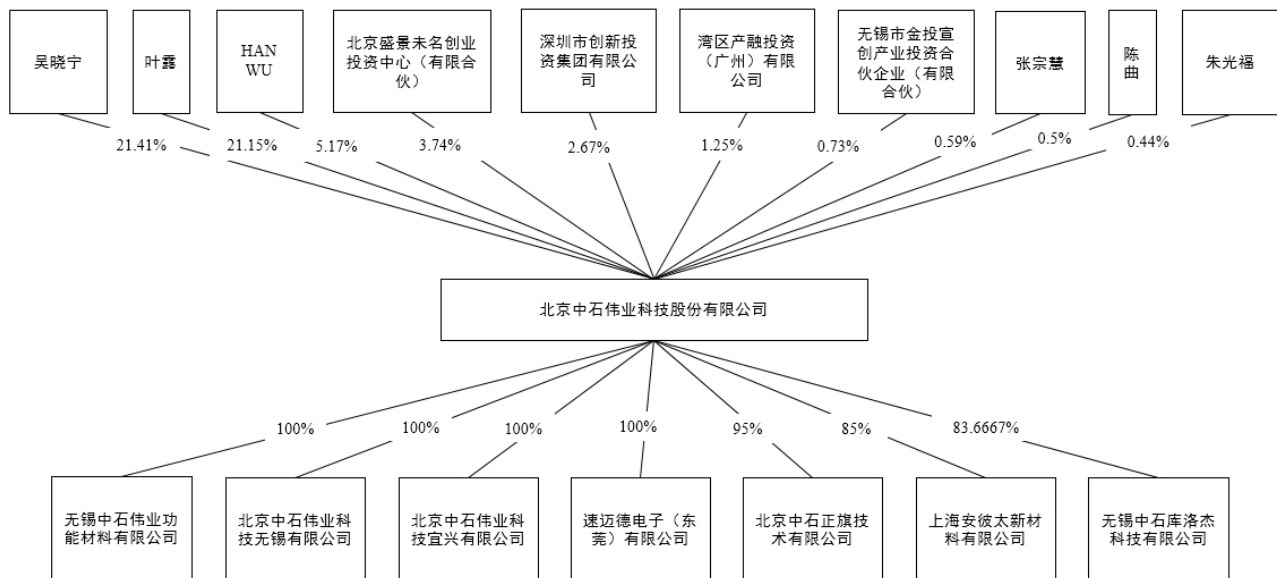 吴晓宁
叶露
HAN
WU
北京盛景未名创业
投资中心（有限合
伙）
深圳市创新投
资集团有限公
司
湾区产融投资
（广州）有限
公司
无锡市金投宜
创产业投资合
伙企业（有限
合伙）
张宗慧
陈
曲
朱光福
21.41%
21.15%
5.17%
3.74%
2.67%
1.25%
0.73%
0.59%
0.5%
0.44%
北京中石伟业科技股份有限公司
100%
100%
100%
100%
95%
85%
83.6667%
无锡中石伟业功
能材料有限公司
北京中石伟业科
技无锡有限公司
北京中石伟业科
技宜兴有限公司
速迈德电子（东
莞）有限公司
北京中石正旗技
术有限公司
上海安彼太新材
料有限公司
无锡中石库洛杰
科技有限公司